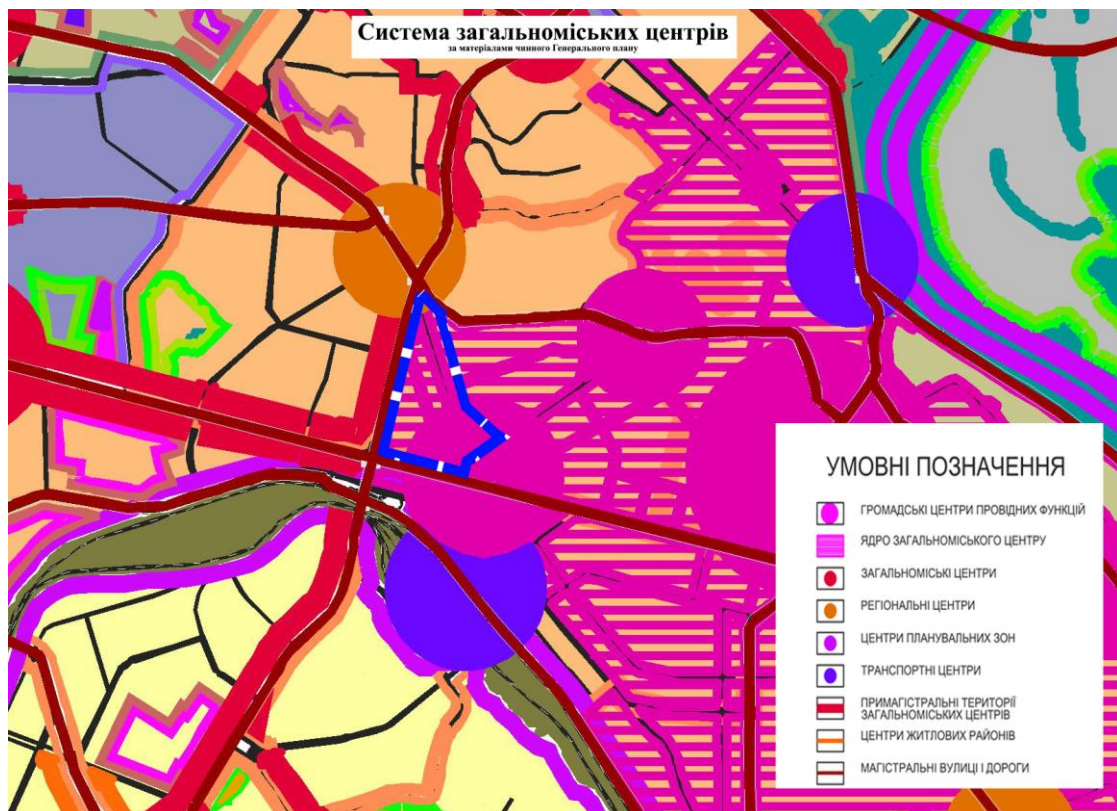 Система загальноміських центрів
за матеріалами чинного Генерального плану
УМОВНІ ПОЗНАЧЕННЯ
ГРОМАДСЬКІ ЦЕНТРИ ПРОВІДНИХ ФУНКЦІЙ
ЯДРО ЗАГАЛЬНОМІСЬКОГО ЦЕНТРУ
ЗАГАЛЬНОМІСЬКІ ЦЕНТРИ
РЕГІОНАЛЬНІ ЦЕНТРИ
ЦЕНТРИ ПЛАНУВАЛЬНИХ ЗОН
ТРАНСПОРТНІ ЦЕНТРИ
ПРИМАГІСТРАЛЬНІ ТЕРИТОРІЇ
ЗАГАЛЬНОМІСЬКИХ ЦЕНТРІВ
ЦЕНТРИ ЖИТЛОВИХ РАЙОНІВ
МАГІСТРАЛЬНІ ВУЛИЦІ І ДОРОГИ